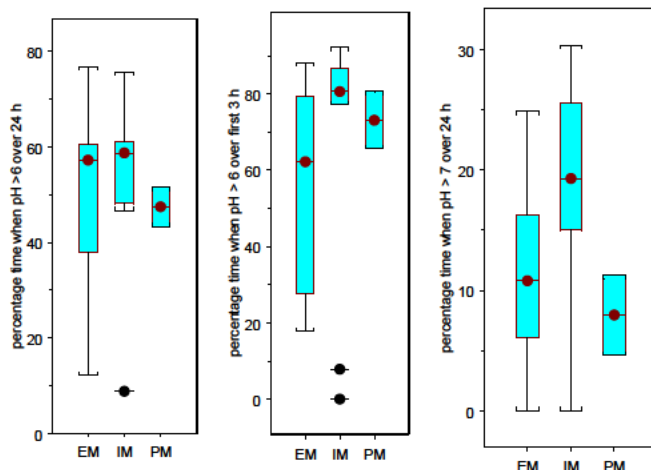 percentage time when pH >6 over 24 h
80
60
40
20
0
EM IM PM
percentage time when pH > 6 over first 3 h
80
60
40
20
0
EM IM PM
percentage time when pH > 7 over 24 h
30
20
10
0
EM IM PM